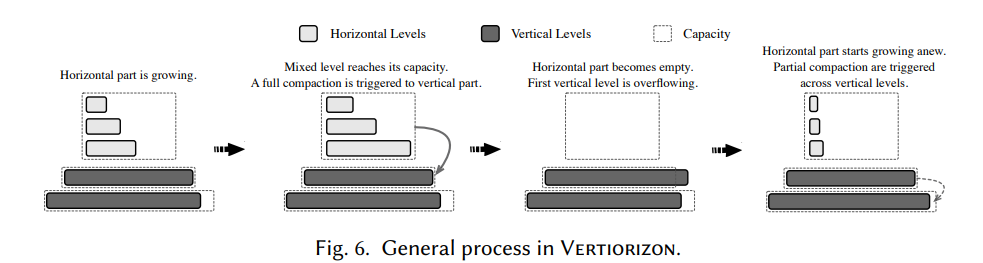 Horizontal Levels
Vertical Levels
Capacity
Horizontal part is growing.
Mixed level reaches its capacity.
A full compaction is triggered to vertical part.
Horizontal part becomes empty.
First vertical level is overflowing.
Horizontal part starts growing anew.
Partial compaction are triggered
across vertical levels.
Fig. 6. General process in VERTIORIZON.